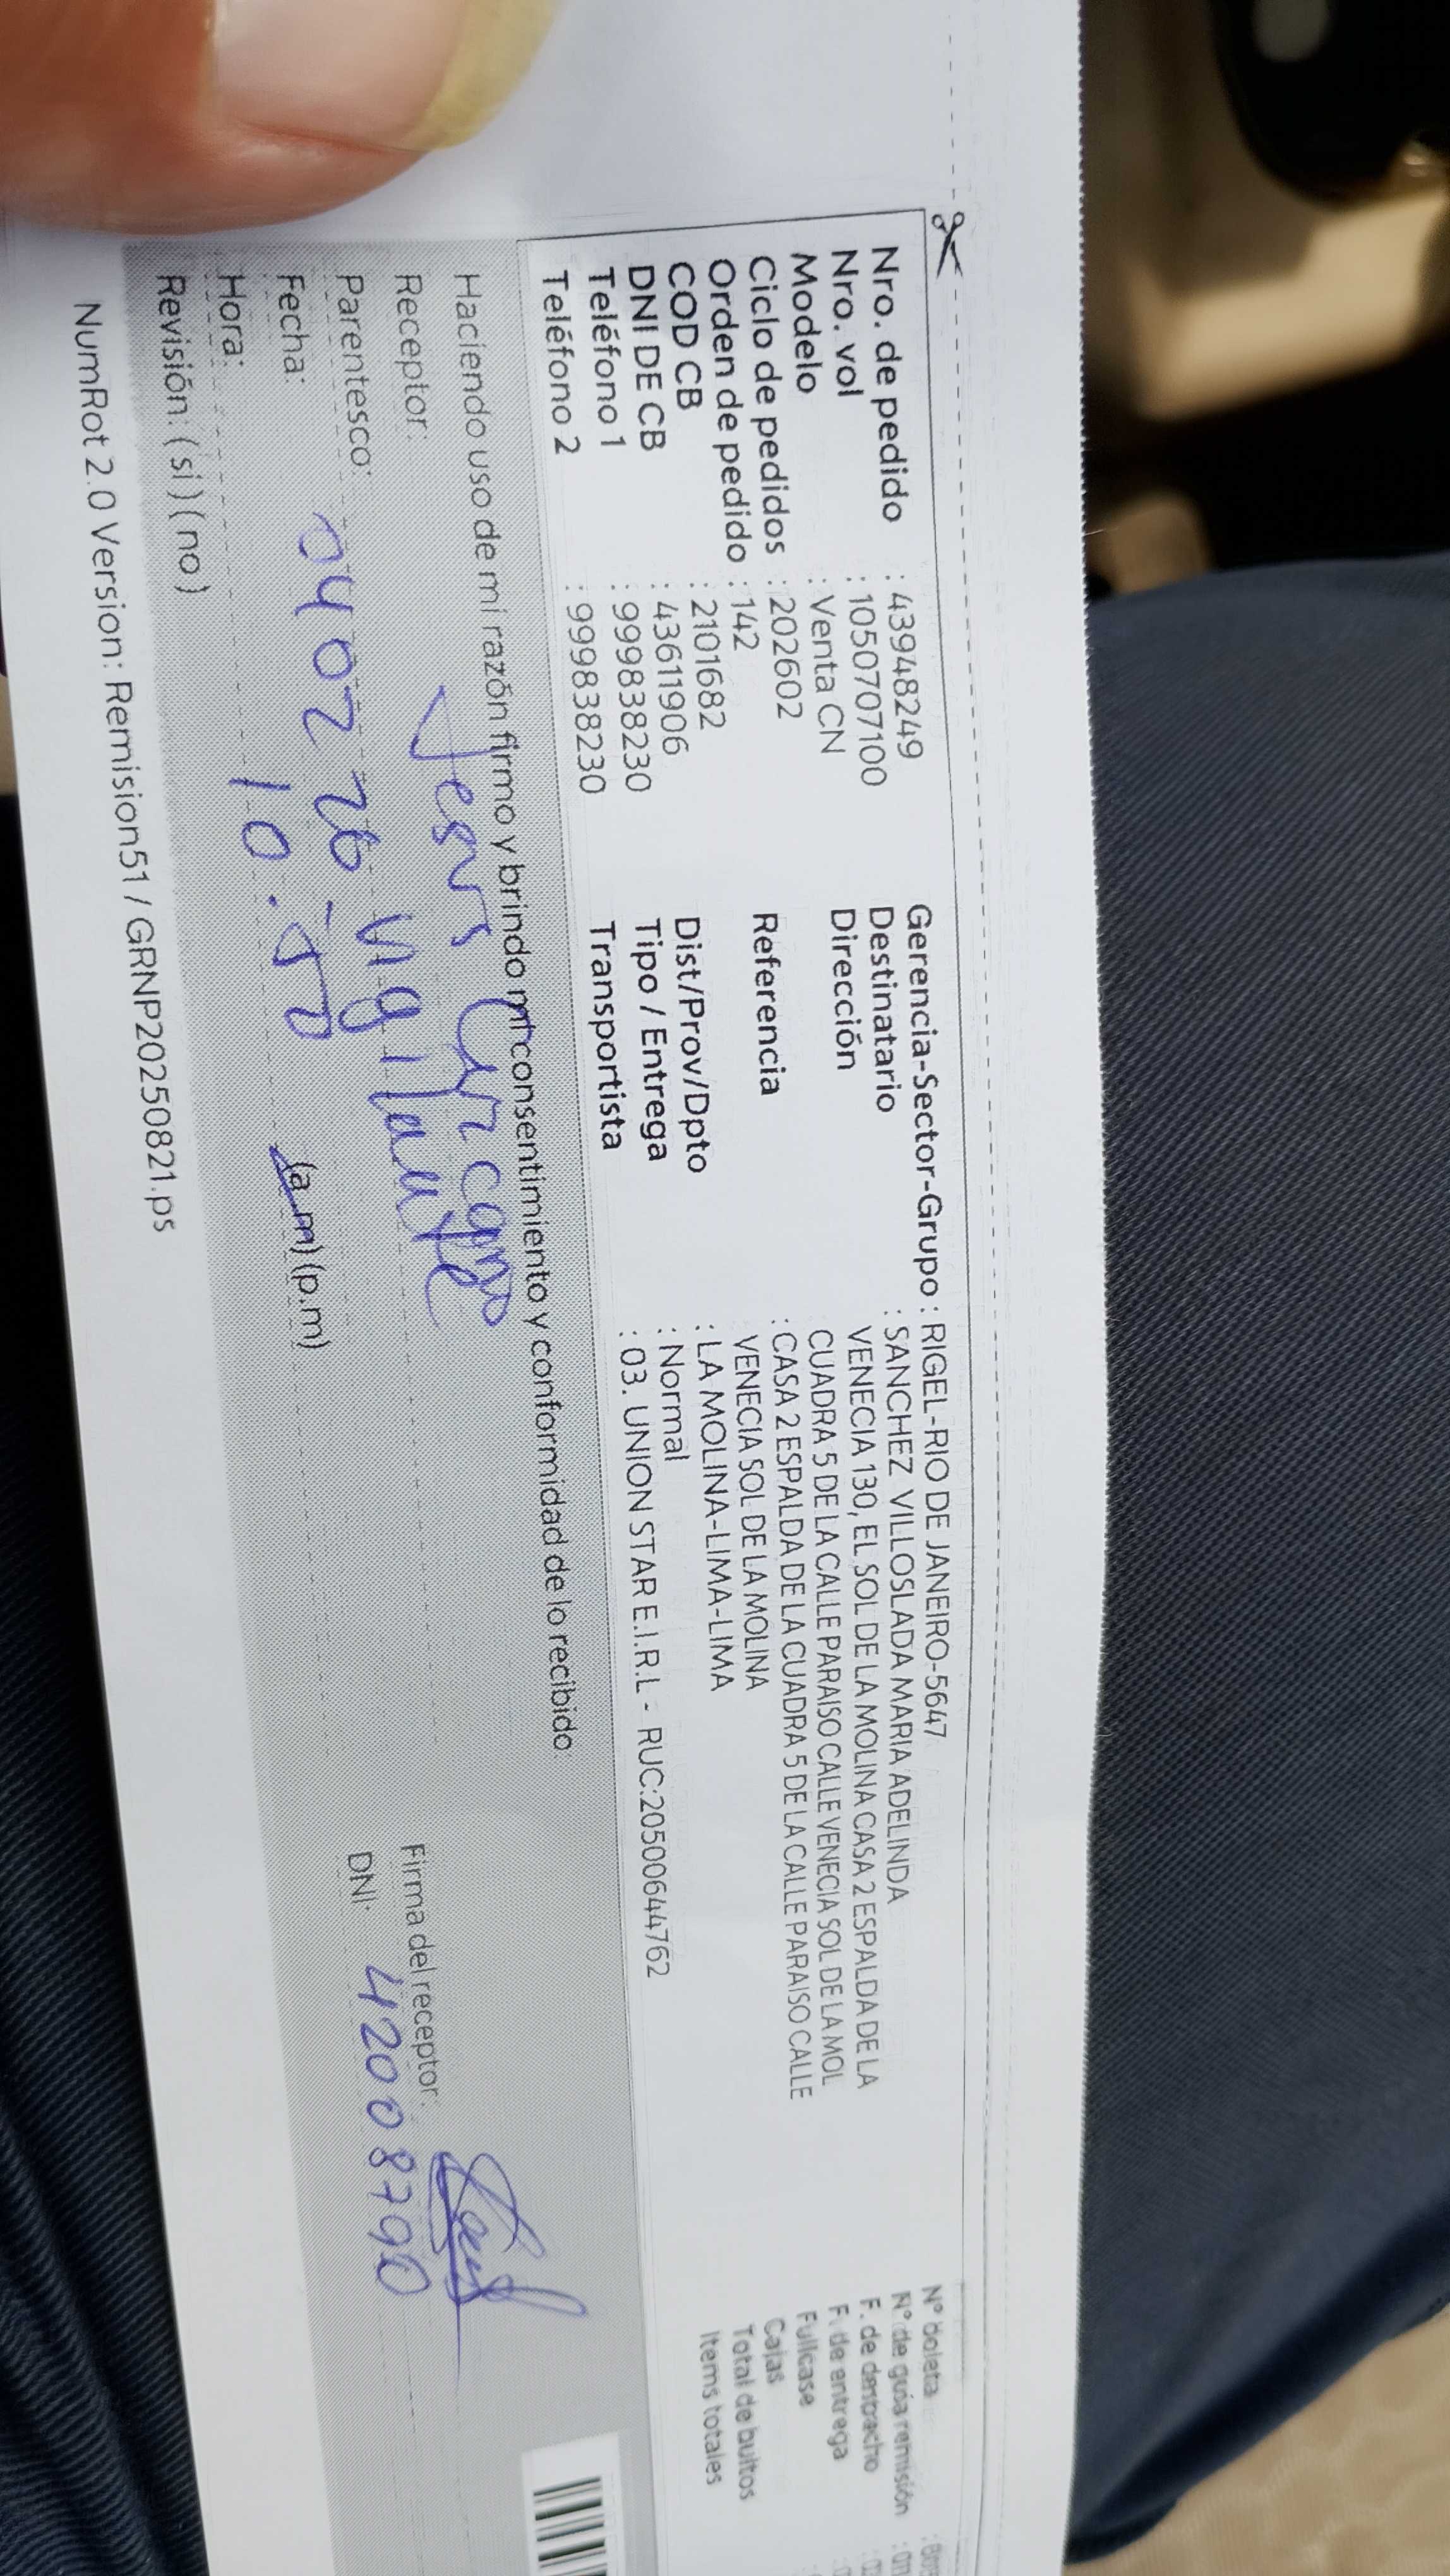 Nro. de pedido : 43948249
Nro. vol : 1050707100
Modelo : Venta CN
Ciclo de pedidos : 202602
Orden de pedido : 142
COD CB : 2101682
DNI DE CB : 43611906
Teléfono 1 : 999838230
Teléfono 2 : 999838230
Gerencia-Sector-Grupo : RIGEL-RIO DE JANEIRO-5647
Destinatario : SANCHEZ VILLOSLADA MARIA ADELINDA
Dirección VENECIA 130, EL SOL DE LA MOLINA CASA 2 ESPALDA DE LA
CUADRA 5 DE LA CALLE PARAISO CALLE VENECIA SOL DE LA MOL
Referencia : CASA 2 ESPALDA DE LA CUADRA 5 DE LA CALLE PARAISO CALLE
VENECIA SOL DE LA MOLINA
Dist/Prov/Dpto : LA MOLINA-LIMA-LIMA
Tipo / Entrega : Normal
Transportista : 03. UNION STAR E.I.R.L - RUC:20500644762
N° boleta
N° de guia remisión
F. de despacho
F. de entrega
Fullcase
Cajas
Total de bultos
Items totales
Haciendo uso de mi razón firmo y brindo mi consentimiento y conformidad de lo recibido
Receptor: Jesus
Parentesco: Vigilante
Fecha: 04 02 26
Hora: 10:50 (a.m) (p.m)
Revisión: (si) (no)
Firma del receptor:
DNI: 42008790
NumRot 2.0 Version: Remision51 / GRNP20250821.ps